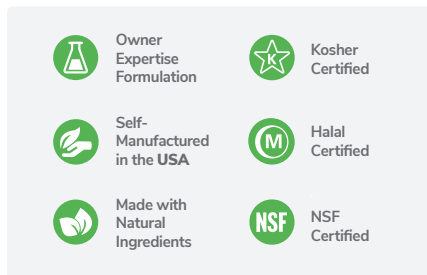 Owner
Expertise
Formulation
K
Kosher
Certified
Self-
Manufactured
in the USA
M
Halal
Certified
Made with
Natural
Ingredients
NSF
NSF
Certified